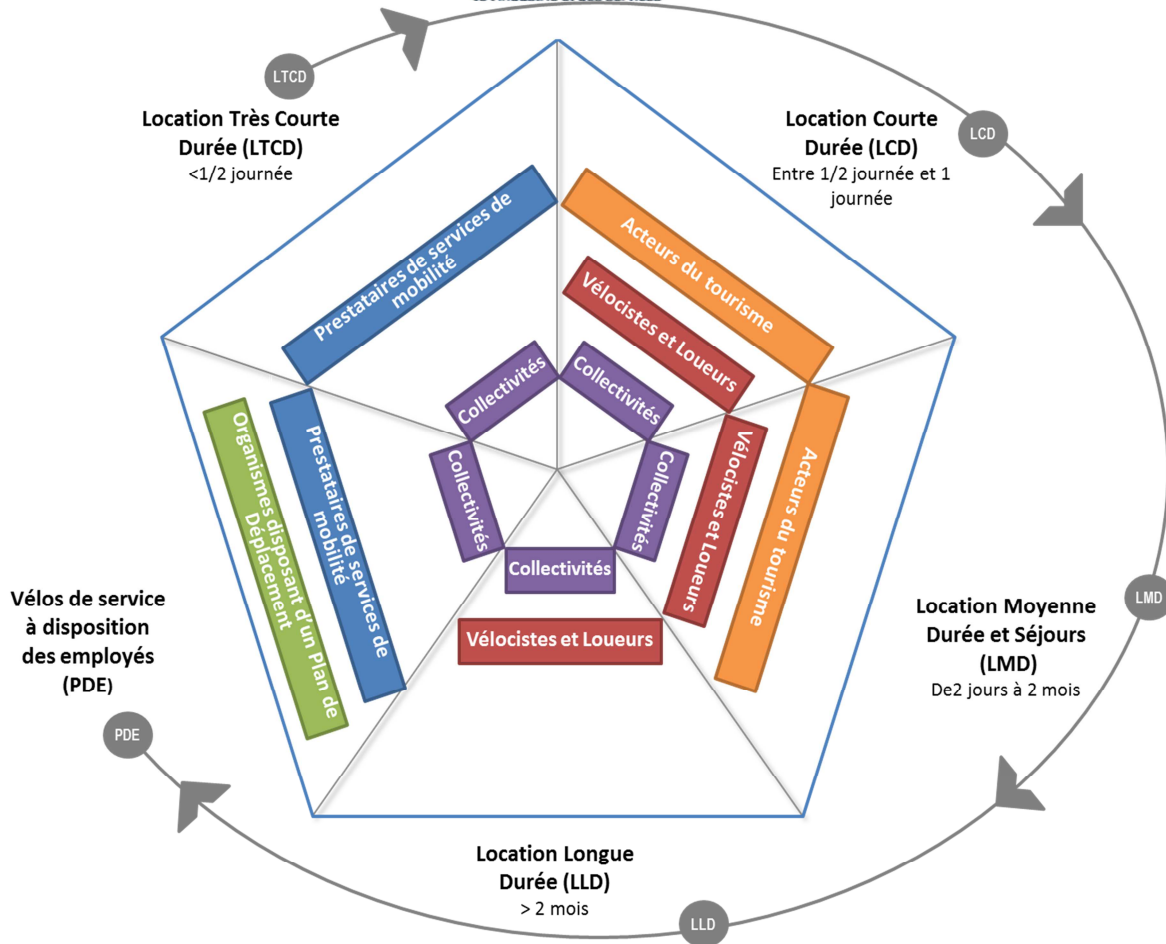 LTCD
Location Très Courte
Durée (LTCD)
<1/2 journée
Location Courte
Durée (LCD)
Entre 1/2 journée et 1
journée
LCD
Prestataires de services de
mobilité
Acteurs du tourisme
Vélocistes et Loueurs
Collectivités
Collectivités
Organismes disposant d'un Plan de
Déplacement
Prestataires de services de
mobilité
Collectivités
Collectivités
Vélocistes et Loueurs
Acteurs du tourisme
Collectivités
Vélocistes et Loueurs
Vélos de service
à disposition
des employés
(PDE)
PDE
Location Moyenne
Durée et Séjours
(LMD)
De2 jours à 2 mois
LMD
Location Longue
Durée (LLD)
> 2 mois
LLD